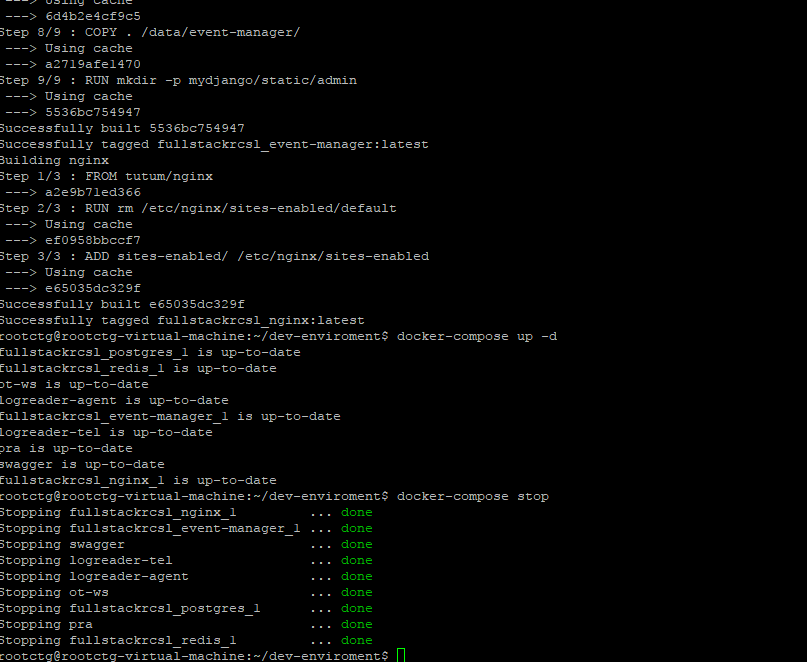 ---> Using cache
---> 6d4b2e4cf9c5
Step 8/9 : COPY . /data/event-manager/
---> Using cache
---> a2719afe1470
Step 9/9 : RUN mkdir -p mydjango/static/admin
---> Using cache
---> 5536bc754947
Successfully built 5536bc754947
Successfully tagged fullstackrcsl_event-manager:latest
Building nginx
Step 1/3 : FROM tutum/nginx
---> a2e9b71ed366
Step 2/3 : RUN rm /etc/nginx/sites-enabled/default
---> Using cache
---> ef0958bbccf7
Step 3/3 : ADD sites-enabled/ /etc/nginx/sites-enabled
---> Using cache
---> e65035dc329f
Successfully built e65035dc329f
Successfully tagged fullstackrcsl_nginx:latest
rootctg@rootctg-virtual-machine:~/dev-enviroment$ docker-compose up -d
fullstackrcsl_postgres_1 is up-to-date
fullstackrcsl_redis_1 is up-to-date
ot-ws is up-to-date
logreader-agent is up-to-date
fullstackrcsl_event-manager_1 is up-to-date
logreader-tel is up-to-date
pra is up-to-date
swagger is up-to-date
fullstackrcsl_nginx_1 is up-to-date
rootctg@rootctg-virtual-machine:~/dev-enviroment$ docker-compose stop
Stopping fullstackrcsl_nginx_1 ... done
Stopping fullstackrcsl_event-manager_1 ... done
Stopping swagger ... done
Stopping logreader-tel ... done
Stopping logreader-agent ... done
Stopping ot-ws ... done
Stopping fullstackrcsl_postgres_1 ... done
Stopping pra ... done
Stopping fullstackrcsl_redis_1 ... done
rootctg@rootctg-virtual-machine:~/dev-enviroment$